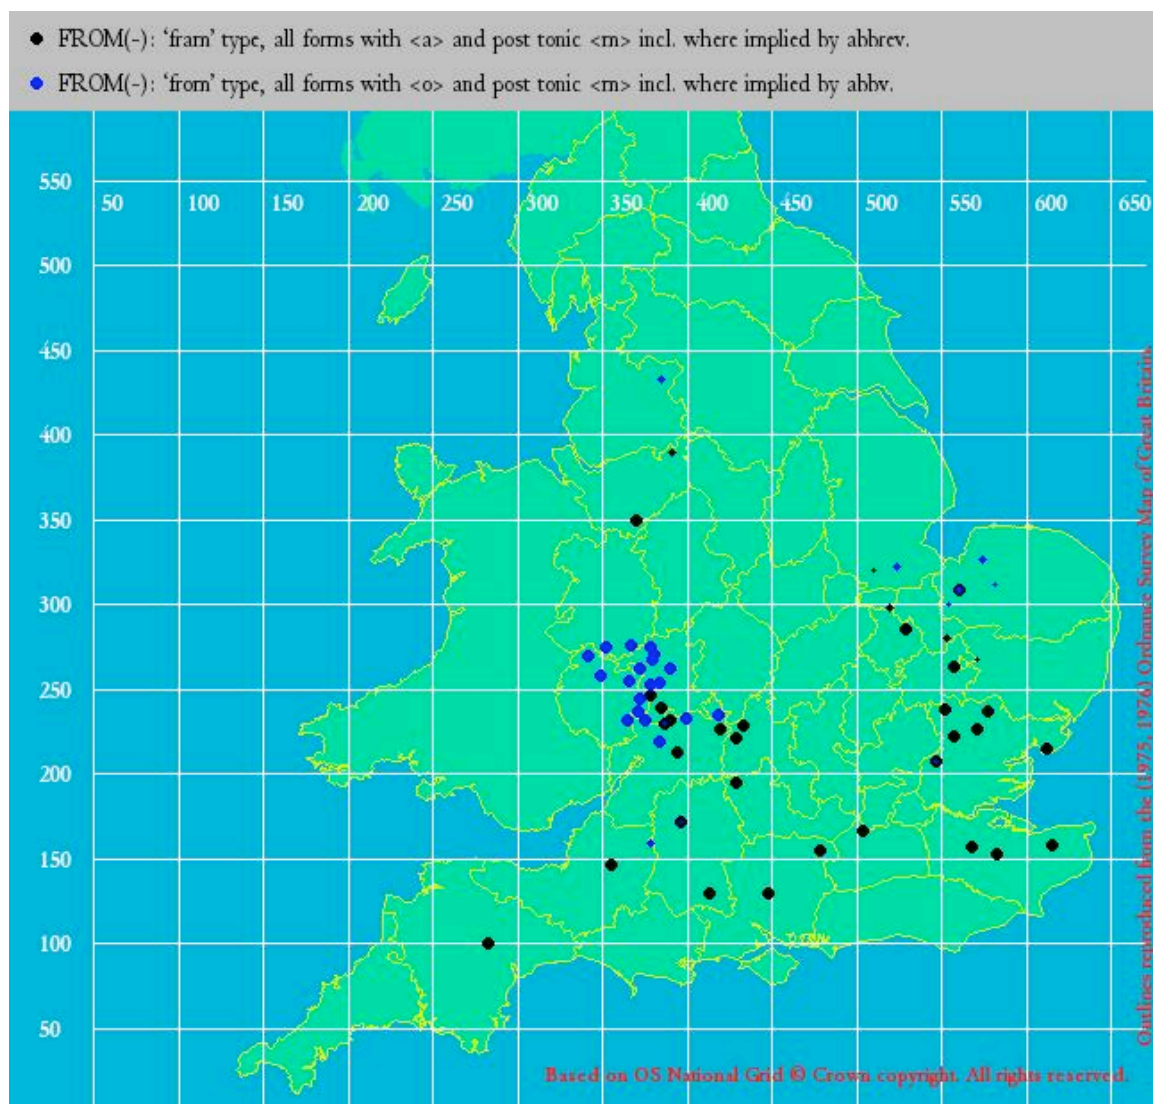 FROM(-): ‘fram’ type, all forms with <a> and post tonic <m> incl. where implied by abbrev.
FROM(-): ‘from’ type, all forms with <o> and post tonic <m> incl. where implied by abbv.
550
50 100 150 200 250 300 350 400 450 500 550 600 650
500
450
400
350
300
250
200
150
100
50
Outlines reproduced from the (1975, 1976) Ordnance Survey Map of Great Britain.
Based on OS National Grid © Crown copyright. All rights reserved.